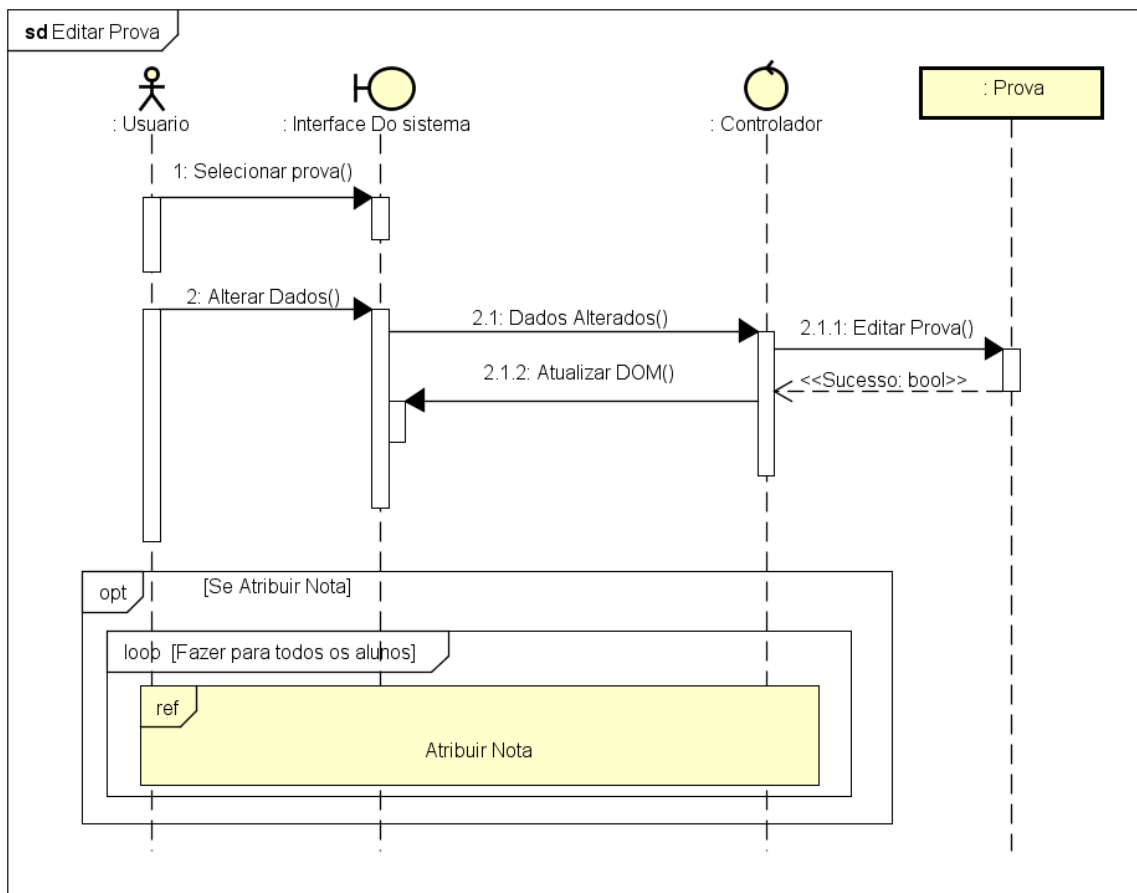 sd Editar Prova
: Usuario
: Interface Do sistema
: Controlador
: Prova
1: Selecionar prova()
2: Alterar Dados()
2.1: Dados Alterados()
2.1.1: Editar Prova()
<<Sucesso: bool>>
2.1.2: Atualizar DOM()
opt [Se Atribuir Nota]
loop [Fazer para todos os alunos]
ref
Atribuir Nota